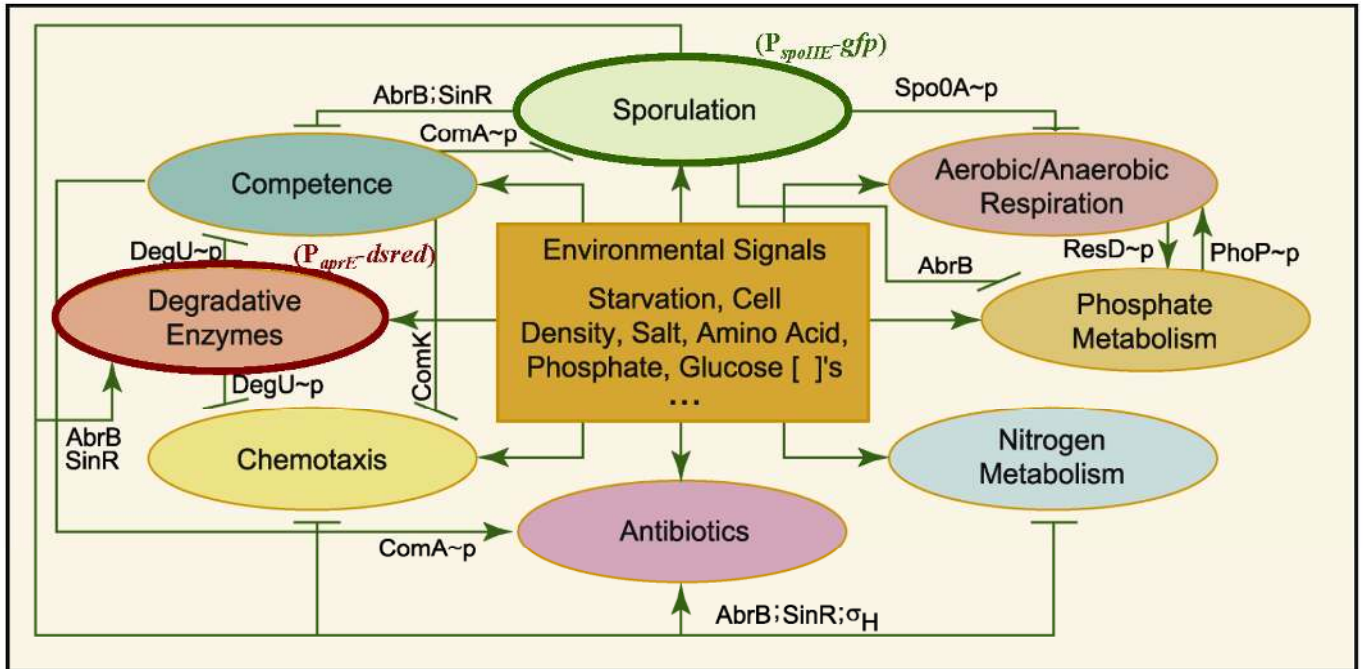 (P_spoIIE-gfp)
AbrB;SinR
Sporulation
Spo0A~p
ComA~p
Competence
Aerobic/Anaerobic
Respiration
DegU~p
(P_aprE-dsred)
Environmental Signals
AbrB
ResD~p
PhoP~p
Degradative
Enzymes
Starvation, Cell
Density, Salt, Amino Acid,
Phosphate, Glucose [ ]'s
...
Phosphate
Metabolism
DegU~p
ComK
AbrB
SinR
Chemotaxis
Nitrogen
Metabolism
Antibiotics
ComA~p
AbrB;SinR;σH